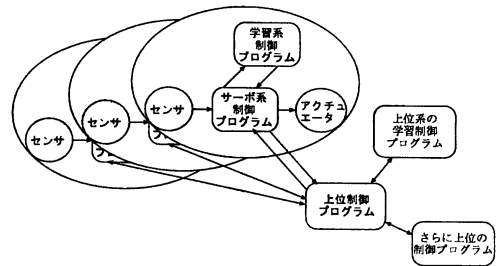 学習系
制御
プログラム
センサ
サーボ系
制御
プログラム
アクチュ
エータ
センサ
センサ
上位系の
学習制御
プログラム
上位制御
プログラム
さらに上位の
制御プログラム